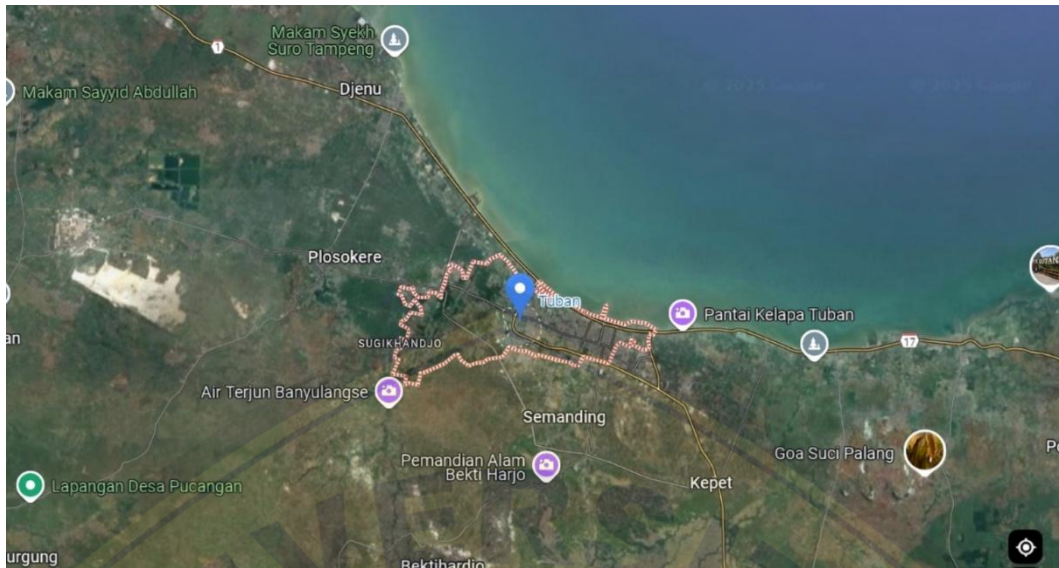 Makam Syekh
Suro Tampeng
1
Djenu
Makam Sayyid Abdullah
Plosokere
Tuban
Pantai Kelapa Tuban
17
an
SUGIKHANDJO
Air Terjun Banyulangse
Semanding
Goa Suci Palang
Pemandian Alam
Bekti Harjo
Kepet
Lapangan Desa Pucangan
urgung
Bektihardjo